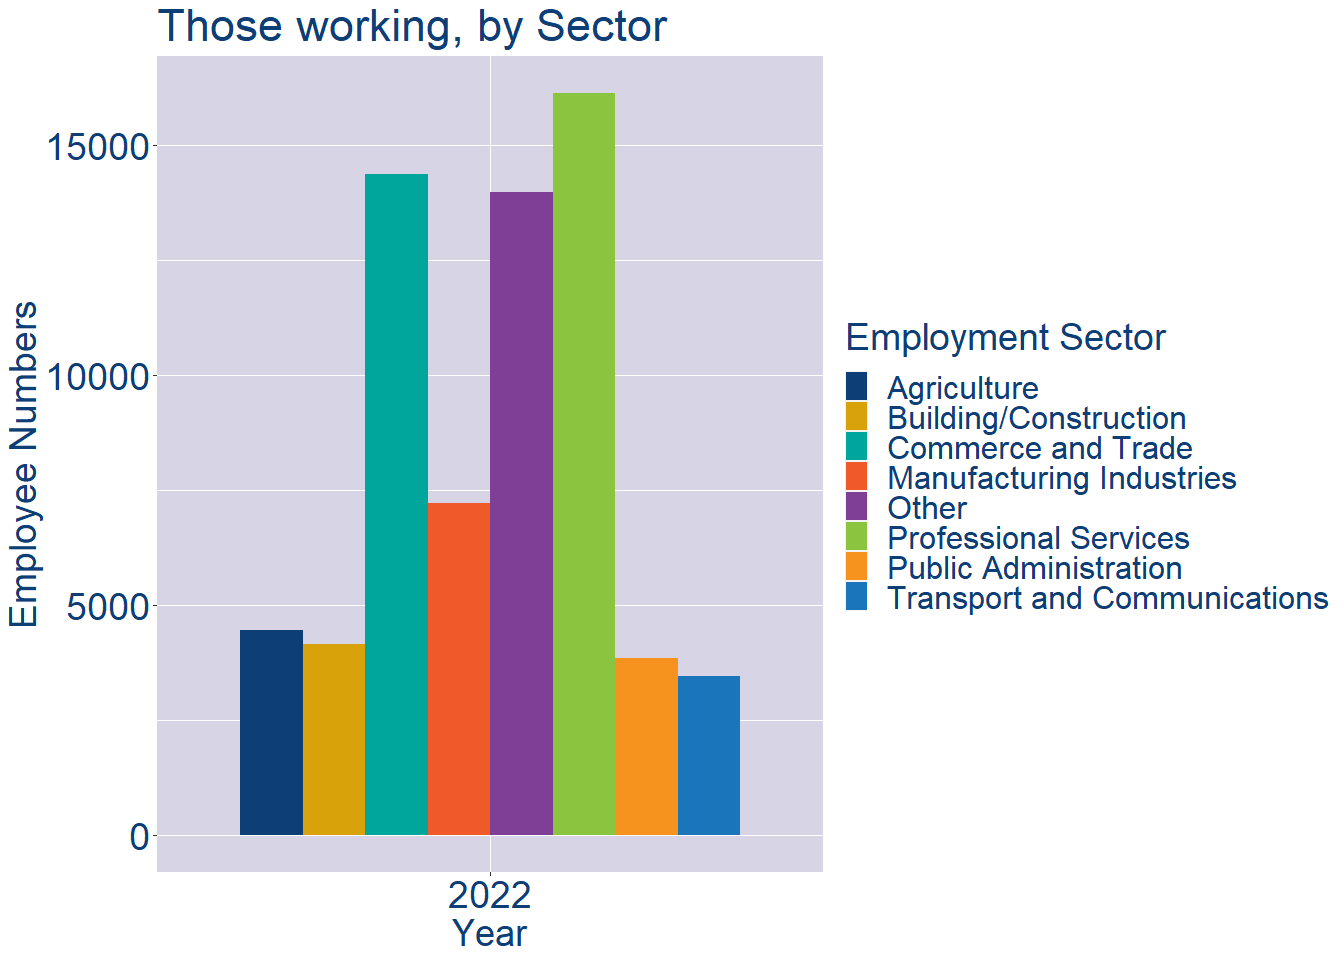 Those working, by Sector
Employee Numbers
15000
10000
5000
0
2022
Year
Employment Sector
Agriculture
Building/Construction
Commerce and Trade
Manufacturing Industries
Other
Professional Services
Public Administration
Transport and Communications